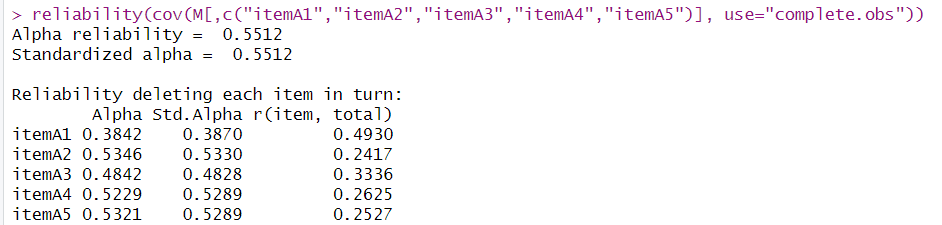 > reliability(cov(M[,c("itemA1","itemA2","itemA3","itemA4","itemA5")], use="complete.obs"))
Alpha reliability =  0.5512
Standardized alpha =  0.5512

Reliability deleting each item in turn:
        Alpha Std.Alpha r(item, total)
itemA1 0.3842    0.3870         0.4930
itemA2 0.5346    0.5330         0.2417
itemA3 0.4842    0.4828         0.3336
itemA4 0.5229    0.5289         0.2625
itemA5 0.5321    0.5289         0.2527